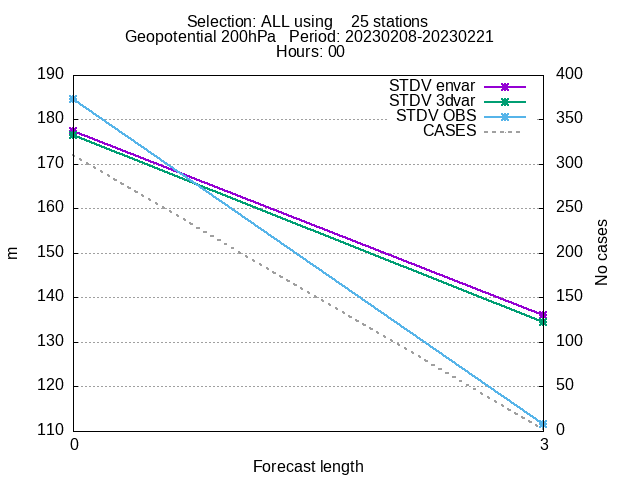 Selection: ALL using    25 stations
Geopotential 200hPa   Period: 20230208-20230221
Hours: 00
190
180
170
160
150
140
130
120
110
m
400
350
300
250
200
150
100
50
0
No cases
STDV envar
STDV 3dvar
STDV OBS
CASES
0
3
Forecast length